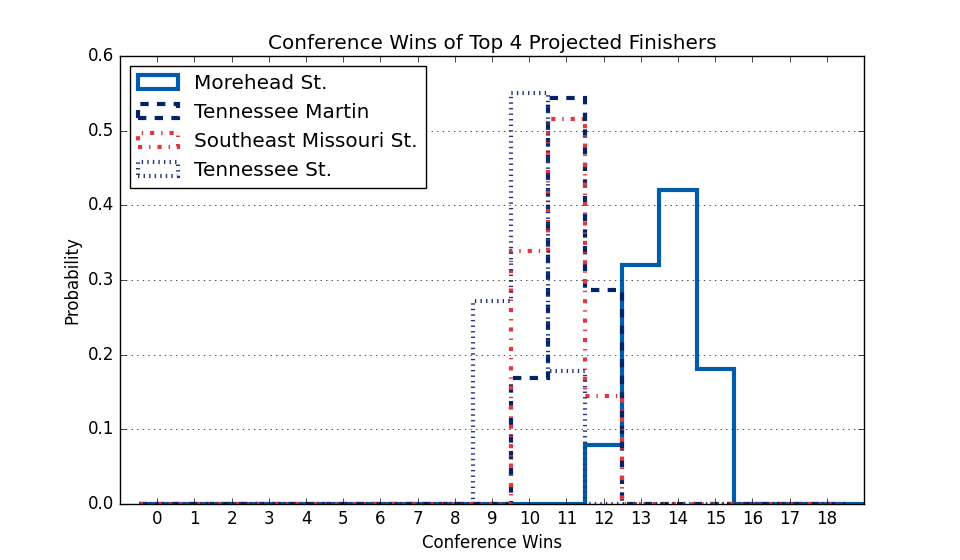 Conference Wins of Top 4 Projected Finishers
0.6
0.5
0.4
0.3
0.2
0.1
0.0
Probability
Morehead St.
Tennessee Martin
Southeast Missouri St.
Tennessee St.
0 1 2 3 4 5 6 7 8 9 10 11 12 13 14 15 16 17 18
Conference Wins